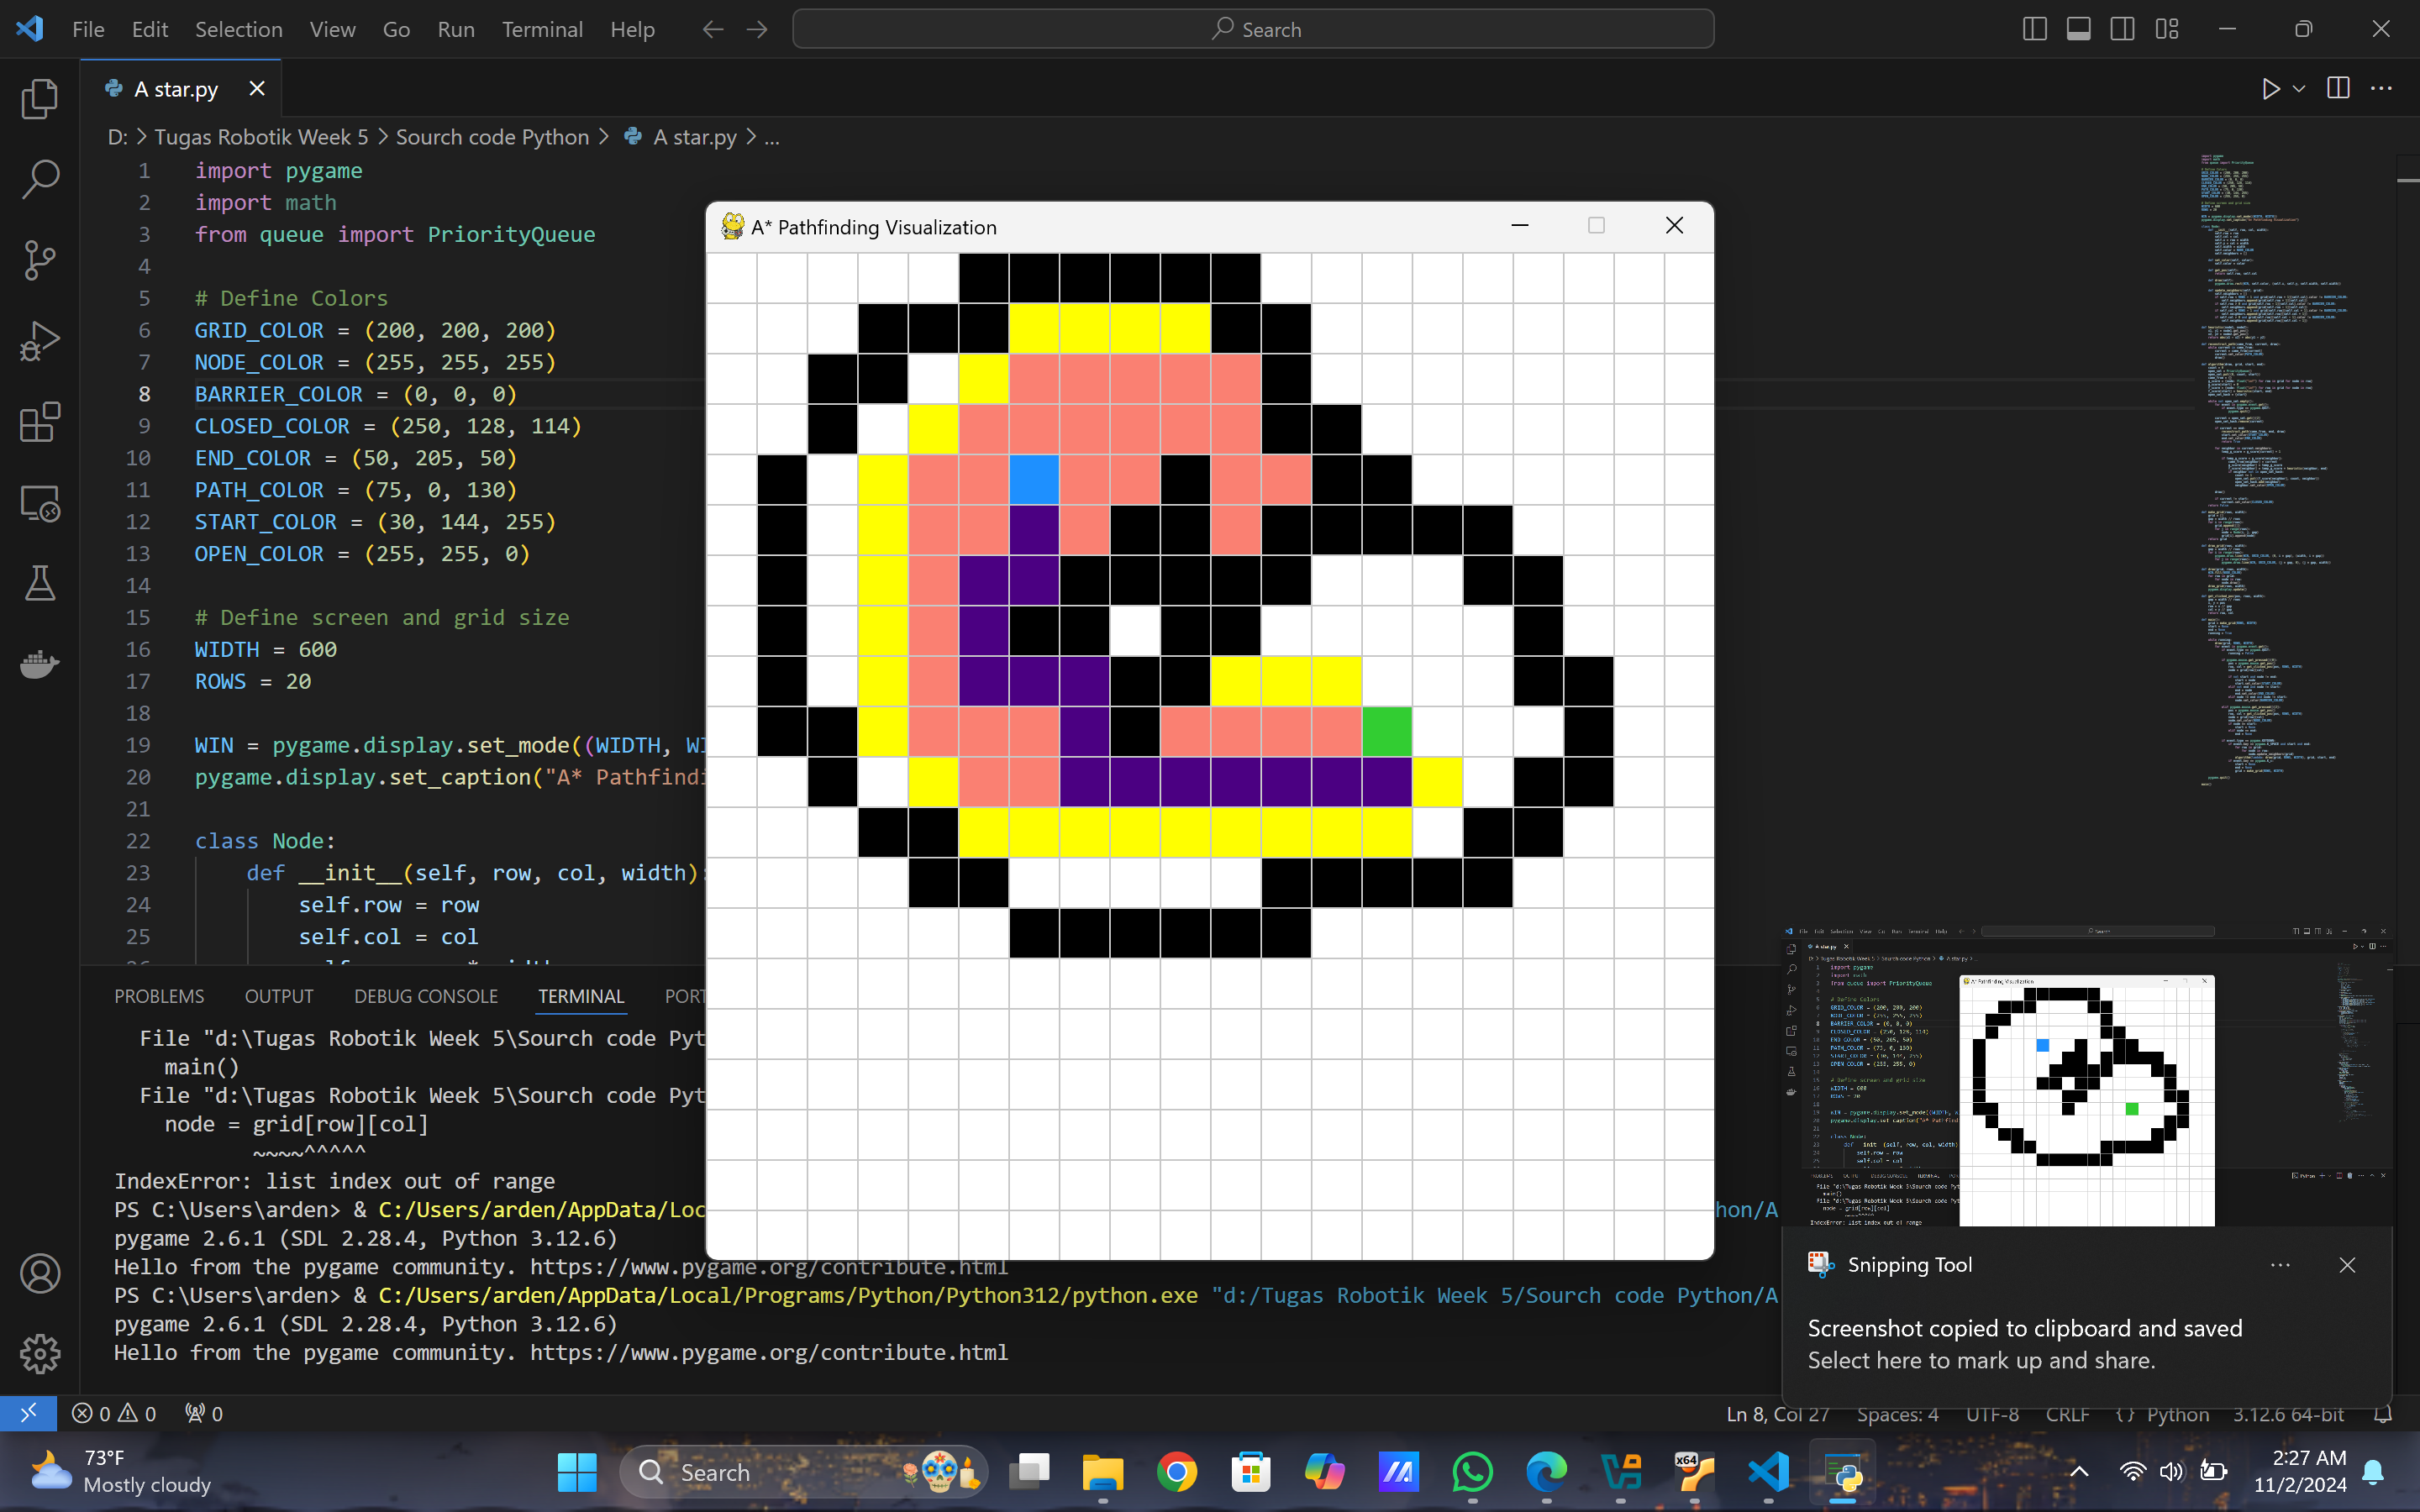 File Edit Selection View Go Run Terminal Help
Search
A star.py
D: > Tugas Robotik Week 5 > Sourch code Python > A star.py > ...
1 import pygame
2 import math
3 from queue import PriorityQueue
4
5 # Define Colors
6 GRID_COLOR = (200, 200, 200)
7 NODE_COLOR = (255, 255, 255)
8 BARRIER_COLOR = (0, 0, 0)
9 CLOSED_COLOR = (250, 128, 114)
10 END_COLOR = (50, 205, 50)
11 PATH_COLOR = (75, 0, 130)
12 START_COLOR = (30, 144, 255)
13 OPEN_COLOR = (255, 255, 0)
14
15 # Define screen and grid size
16 WIDTH = 600
17 ROWS = 20
18
19 WIN = pygame.display.set_mode((WIDTH, WI
20 pygame.display.set_caption("A* Pathfindi
21
22 class Node:
23 def __init__(self, row, col, width):
24 self.row = row
25 self.col = col
A* Pathfinding Visualization
PROBLEMS OUTPUT DEBUG CONSOLE TERMINAL PORT
File "d:\Tugas Robotik Week 5\Sourch code Pyt
main()
File "d:\Tugas Robotik Week 5\Sourch code Pyt
node = grid[row][col]
~~~~^^^^^
IndexError: list index out of range
PS C:\Users\arden> & C:/Users/arden/AppData/Loc hon/A
pygame 2.6.1 (SDL 2.28.4, Python 3.12.6)
Hello from the pygame community. https://www.pygame.org/contribute.html
PS C:\Users\arden> & C:/Users/arden/AppData/Local/Programs/Python/Python312/python.exe "d:/Tugas Robotik Week 5/Sourch code Python/A
pygame 2.6.1 (SDL 2.28.4, Python 3.12.6)
Hello from the pygame community. https://www.pygame.org/contribute.html
Snipping Tool
Screenshot copied to clipboard and saved
Select here to mark up and share.
0 0 0
Ln 8, Col 27 Spaces: 4 UTF-8 CRLF {} Python 3.12.6 64-bit
73°F
Mostly cloudy
Search
x64
2:27 AM
11/2/2024